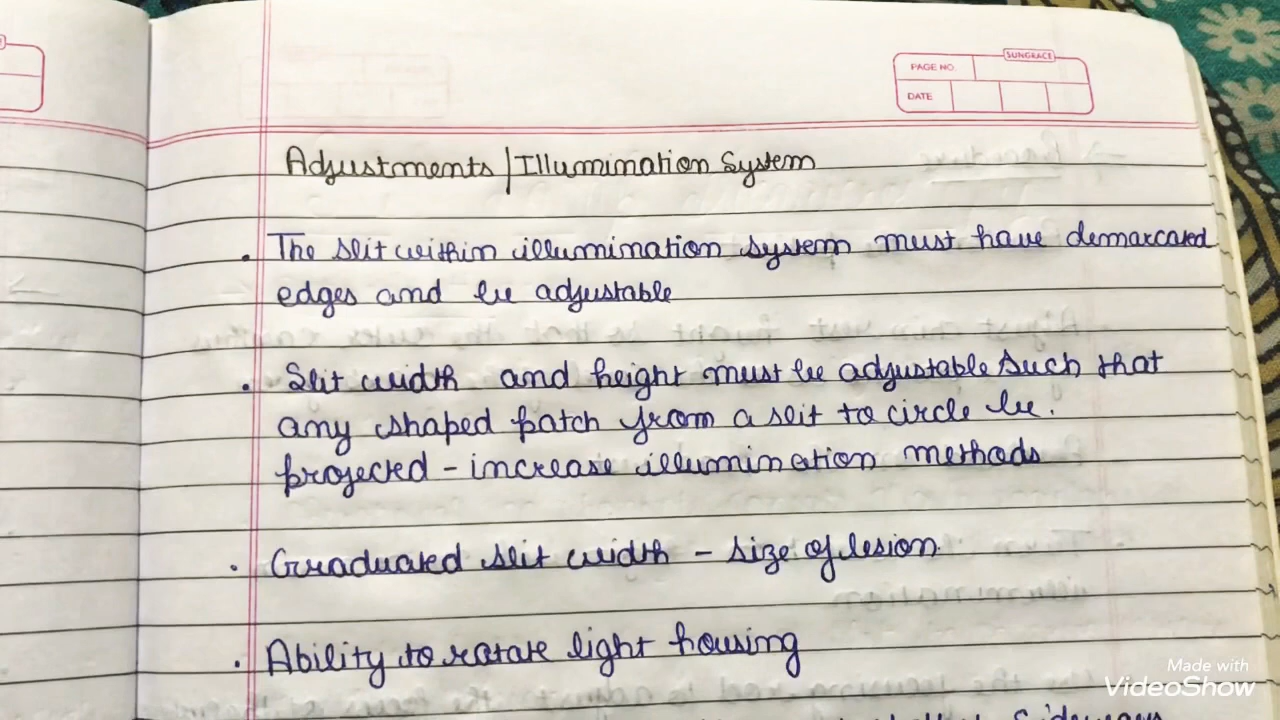 SUNGRACE
PAGE NO.
DATE
Adjustments | Illumination System
. The slit within illumination system must have demarcated
edges and be adjustable
. Slit width and height must be adjustable such that
any shaped patch from a slit to circle be.
projected - increase illumination methods
. Graduated slit width - size of lesion.
. Ability to rotate light housing
sideways
Made with
VideoShow